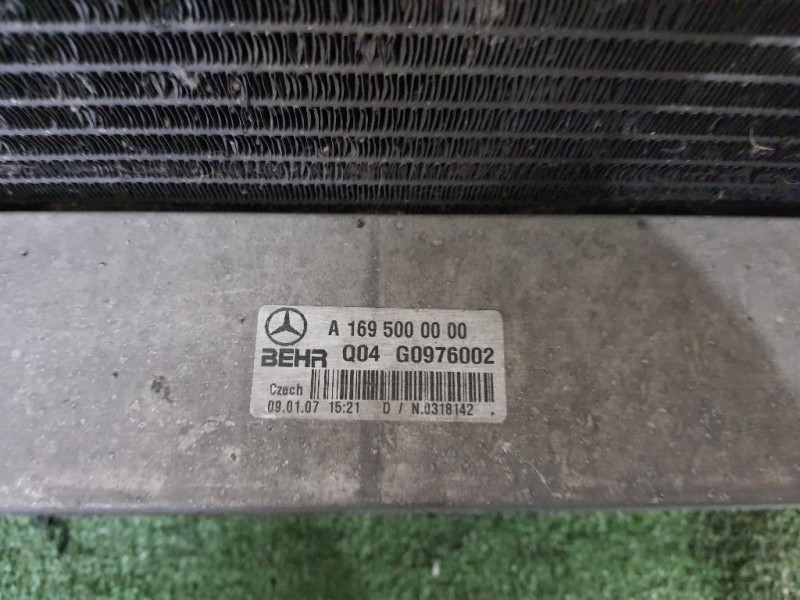 A 169 500 00 00
BEHR Q04 G0976002
Czech
09.01.07 15:21 D / N.0318142